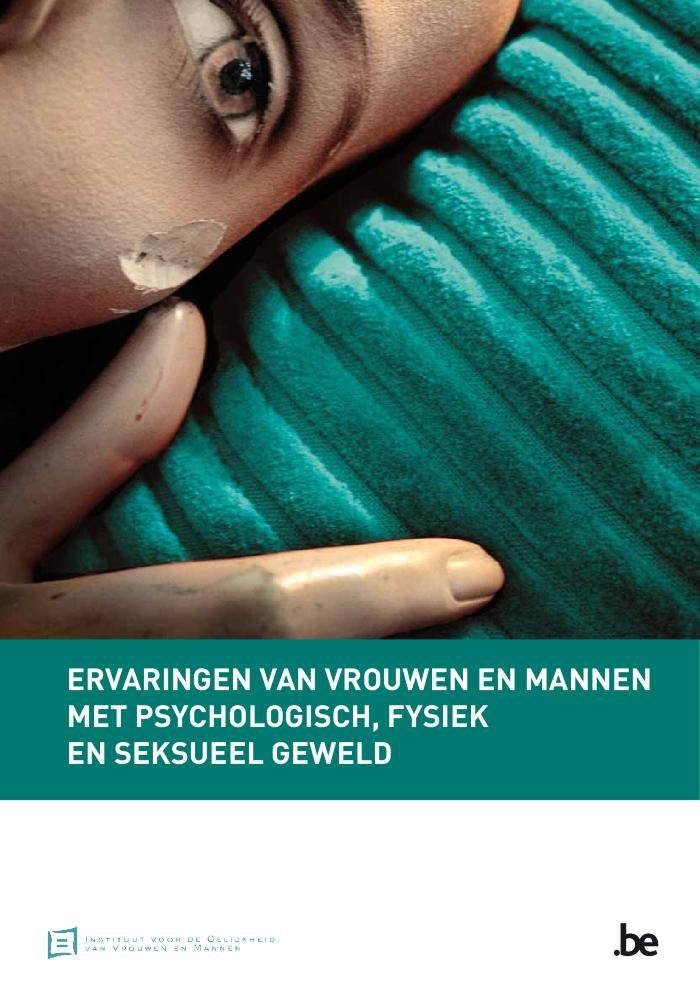 ERVARINGEN VAN VROUWEN EN MANNEN
MET PSYCHOLOGISCH, FYSIEK
EN SEKSUEEL GEWELD
INSTITUUT VOOR DE GELIJKHEID
VAN VROUWEN EN MANNEN
.be